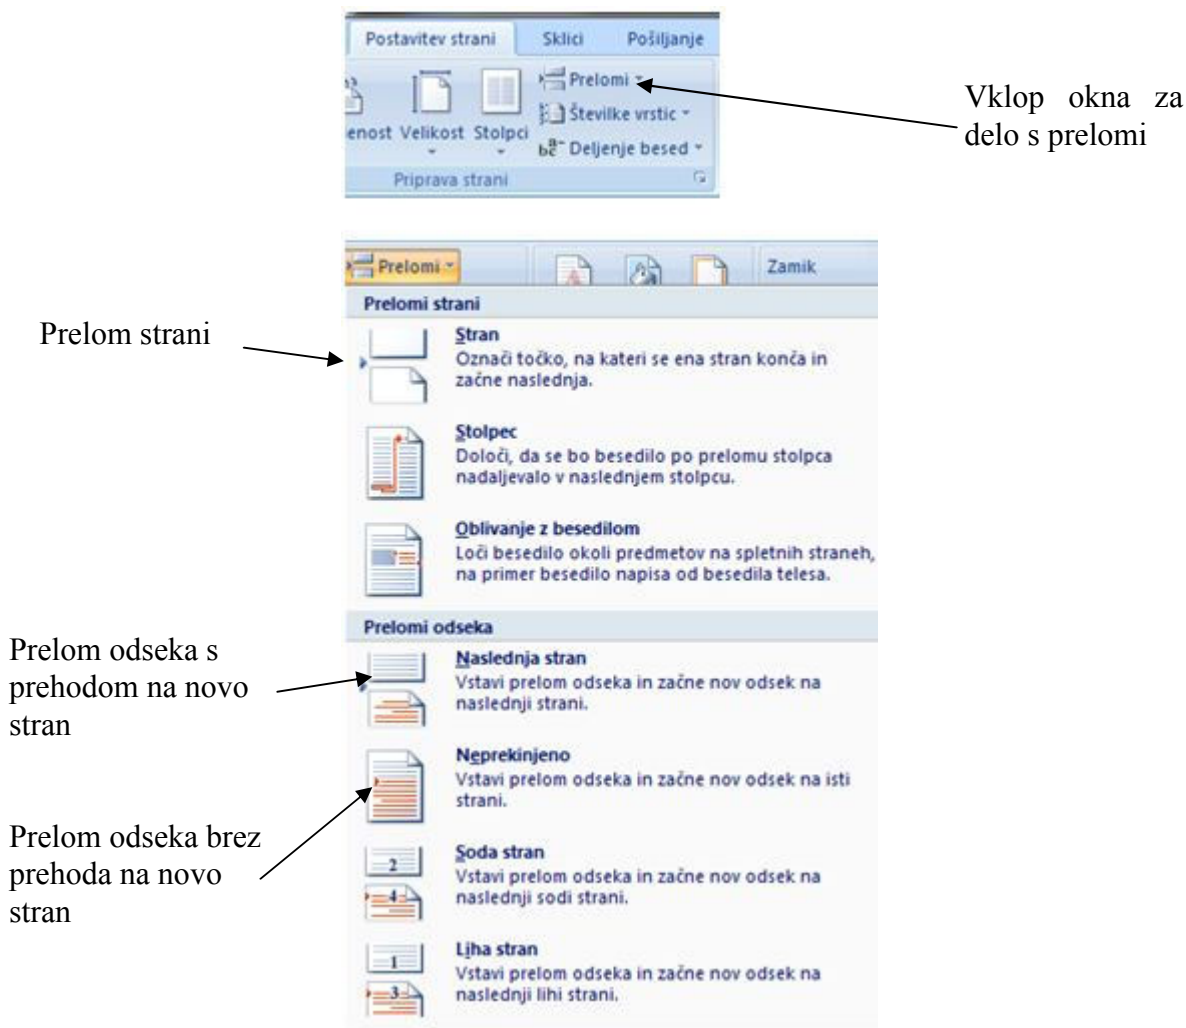 Postavitev strani Sklici Pošiljanje
Prelomi
Številke vrstic
Velikost Stolpci
Deljenje besed
Priprava strani
Vklop okna za
delo s prelomi
Prelomi Zamik
Prelomi strani
Prelom strani
Stran
Označi točko, na kateri se ena stran konča in
začne naslednja.
Stolpec
Določi, da se bo besedilo po prelomu stolpca
nadaljevalo v naslednjem stolpcu.
Oblivanje z besedilom
Loči besedilo okoli predmetov na spletnih straneh,
na primer besedilo napisa od besedila telesa.
Prelomi odseka
Prelom odseka s
prehodom na novo
stran
Naslednja stran
Vstavi prelom odseka in začne nov odsek na
naslednji strani.
Neprekinjeno
Vstavi prelom odseka in začne nov odsek na isti
strani.
Prelom odseka brez
prehoda na novo
stran
2
4
Soda stran
Vstavi prelom odseka in začne nov odsek na
naslednji sodi strani.
1
3
Liha stran
Vstavi prelom odseka in začne nov odsek na
naslednji lihi strani.